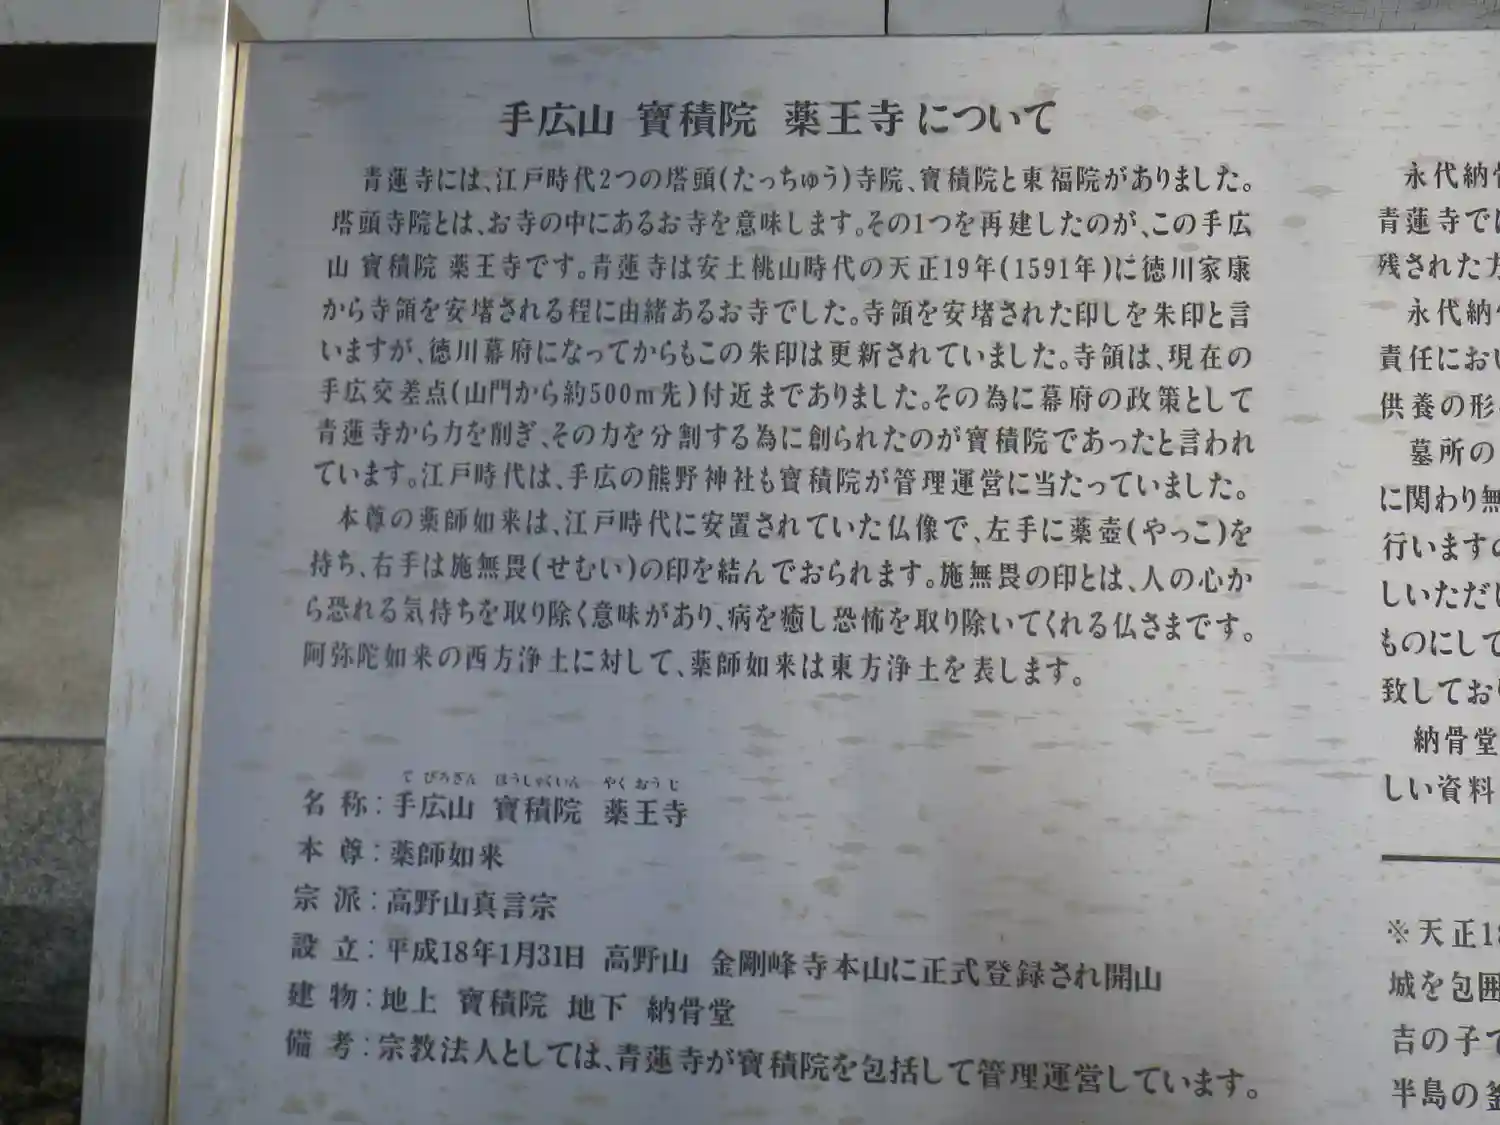 手広山 寶積院 薬王寺について
青蓮寺には、江戸時代2つの塔頭(たっちゅう)寺院、寶積院と東福院がありました。
塔頭寺院とは、お寺の中にあるお寺を意味します。その1つを再建したのが、この手広
山 寶積院 薬王寺です。青蓮寺は安土桃山時代の天正19年(1591年)に徳川家康
から寺領を安堵される程に由緒あるお寺でした。寺領を安堵された印しを朱印と言
いますが、徳川幕府になってからもこの朱印は更新されていました。寺領は、現在の
手広交差点(山門から約500m先)付近までありました。その為に幕府の政策として
青蓮寺から力を削ぎ、その力を分割する為に創られたのが寶積院であったと言われ
ています。江戸時代は、手広の熊野神社も寶積院が管理運営に当たっていました。
本尊の薬師如来は、江戸時代に安置されていた仏像で、左手に薬壺(やっこ)を
持ち、右手は施無畏(せむい)の印を結んでおられます。施無畏の印とは、人の心か
ら恐れる気持ちを取り除く意味があり、病を癒し恐怖を取り除いてくれる仏さまです。
阿弥陀如来の西方浄土に対して、薬師如来は東方浄土を表します。
てびろざん ほうしゃくいん やくおうじ
名 称：手広山 寶積院 薬王寺
本 尊：薬師如来
宗 派：高野山真言宗
設 立：平成18年1月31日 高野山 金剛峰寺本山に正式登録され開山
建 物：地上 寶積院 地下 納骨堂
備 考：宗教法人としては、青蓮寺が寶積院を包括して管理運営しています。
永代納骨
青蓮寺では
残された方
永代納
責任におい
供養の形
墓所の
に関わり無
行いますの
しいただけ
ものにして
致しており
納骨堂
しい資料
※天正18
城を包囲
吉の子で
半島の